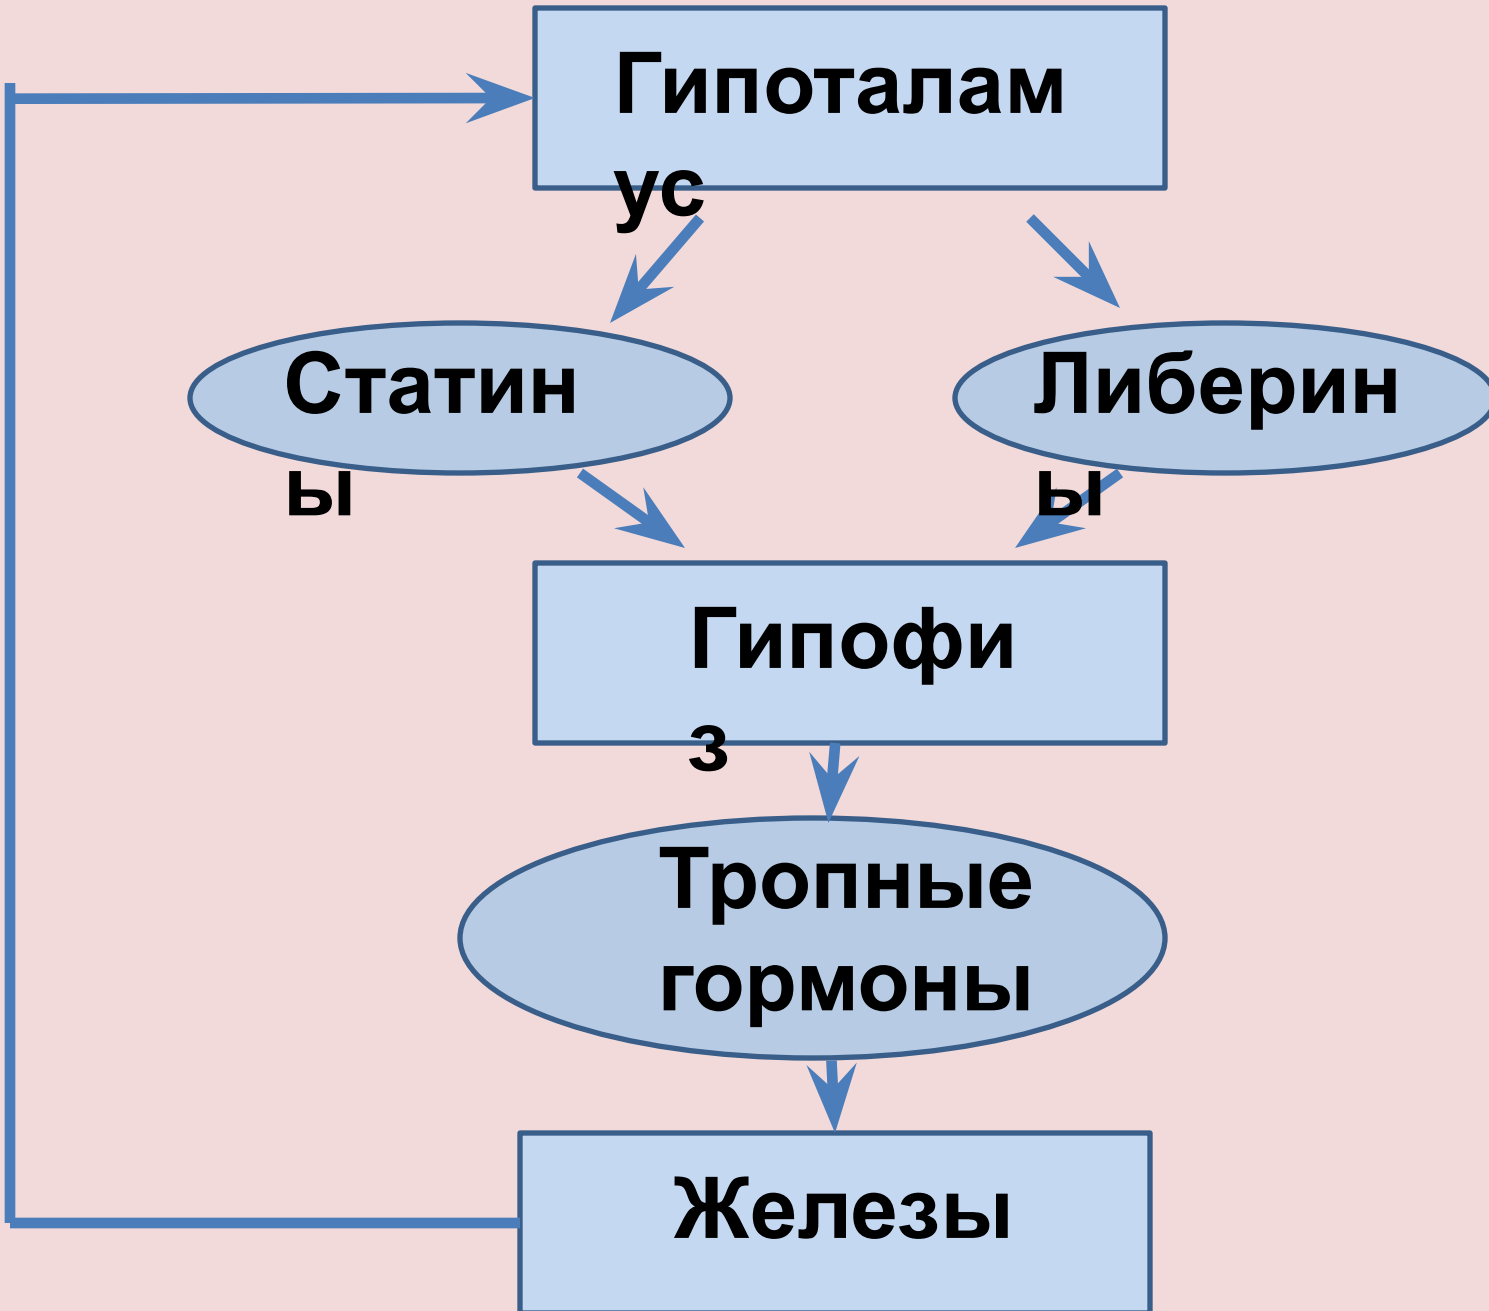 Гипоталам
ус
Статин
ы
Либерин
ы
Гипофи
з
Тропные
гормоны
Железы